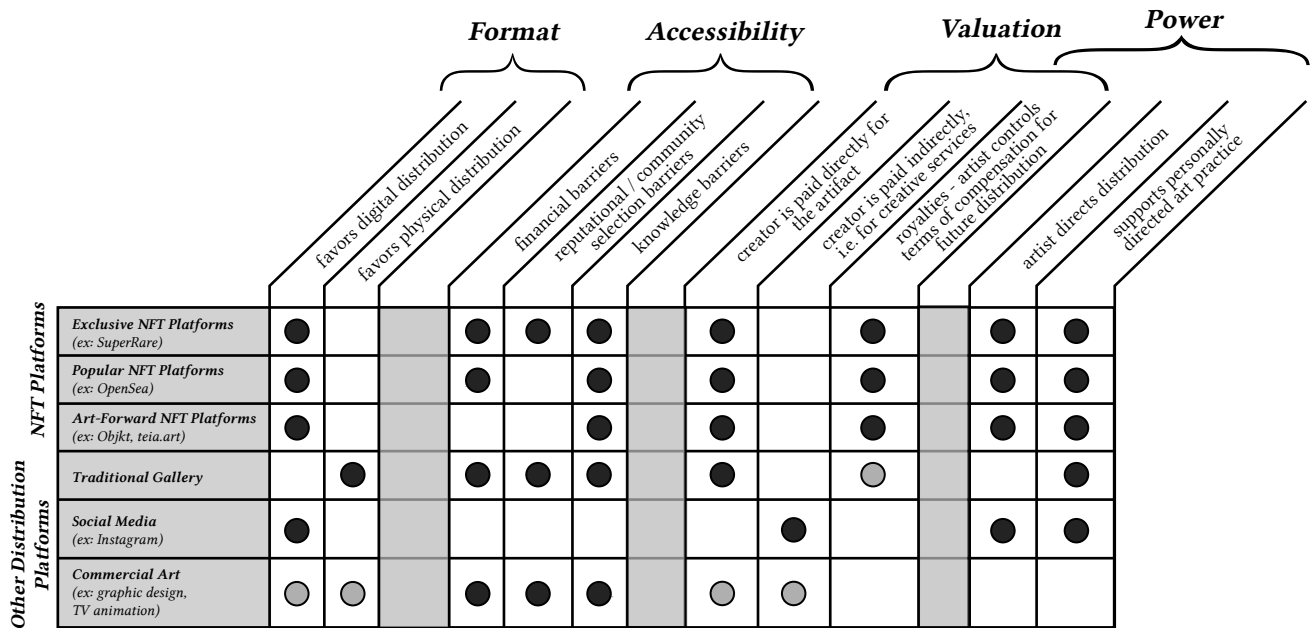 Format
Accessibility
Valuation
Power
favors digital distribution
favors physical distribution
financial barriers
reputational / community
selection barriers
knowledge barriers
creator is paid directly for
the artifact
creator is paid indirectly,
i.e. for creative services
royalties - artist controls
terms of compensation for
future distribution
artist directs distribution
supports personally
directed art practice
NFT Platforms
Exclusive NFT Platforms
(ex: SuperRare)
Popular NFT Platforms
(ex: OpenSea)
Art-Forward NFT Platforms
(ex: Objkt, teia.art)
Other Distribution
Platforms
Traditional Gallery
Social Media
(ex: Instagram)
Commercial Art
(ex: graphic design,
TV animation)